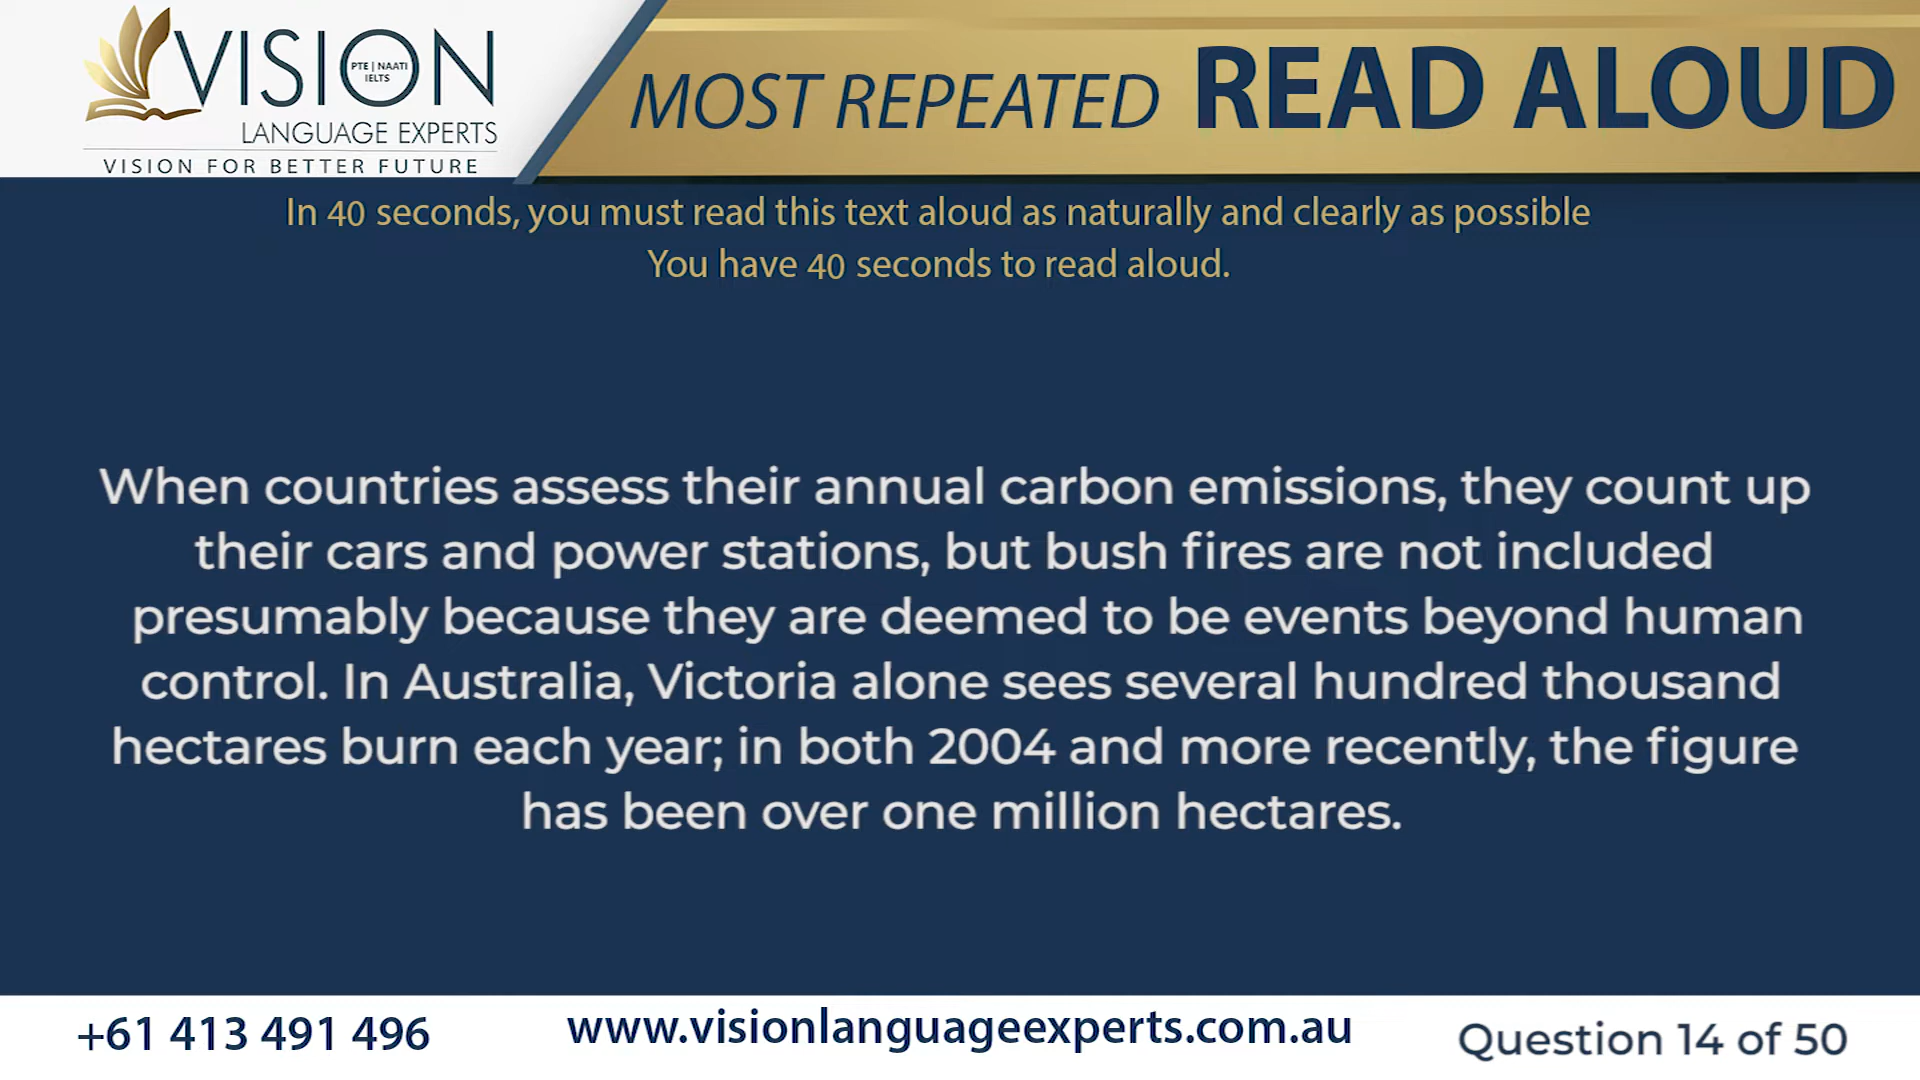 VISION
PTE | NAATI
IELTS
LANGUAGE EXPERTS
VISION FOR BETTER FUTURE
MOST REPEATED READ ALOUD
In 40 seconds, you must read this text aloud as naturally and clearly as possible
You have 40 seconds to read aloud.
When countries assess their annual carbon emissions, they count up
their cars and power stations, but bush fires are not included
presumably because they are deemed to be events beyond human
control. In Australia, Victoria alone sees several hundred thousand
hectares burn each year; in both 2004 and more recently, the figure
has been over one million hectares.
+61 413 491 496
www.visionlanguageexperts.com.au
Question 14 of 50